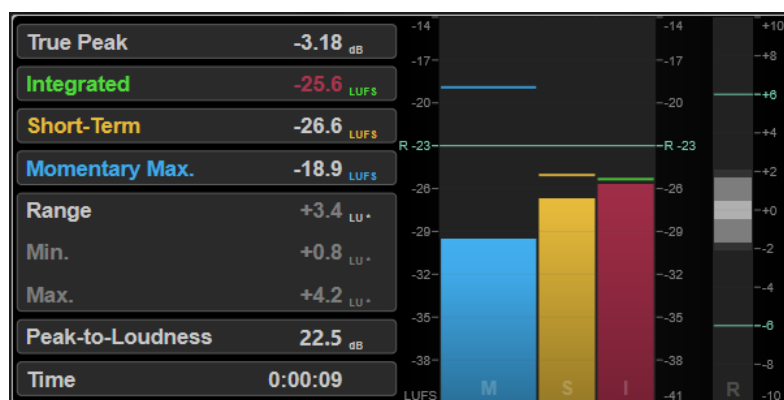 True Peak -3.18 dB
Integrated -25.6 LUFS
Short-Term -26.6 LUFS
Momentary Max. -18.9 LUFS
Range +3.4 LU
Min. +0.8 LU
Max. +4.2 LU
Peak-to-Loudness 22.5 dB
Time 0:00:09
-14
-17
-20
R -23
-26
-29
-32
-35
-38
LUFS
M
S
I
-14
-17
-20
R -23
-26
-29
-32
-35
-38
-41
R
+10
+8
+6
+4
+2
+0
-2
-4
-6
-8
-10